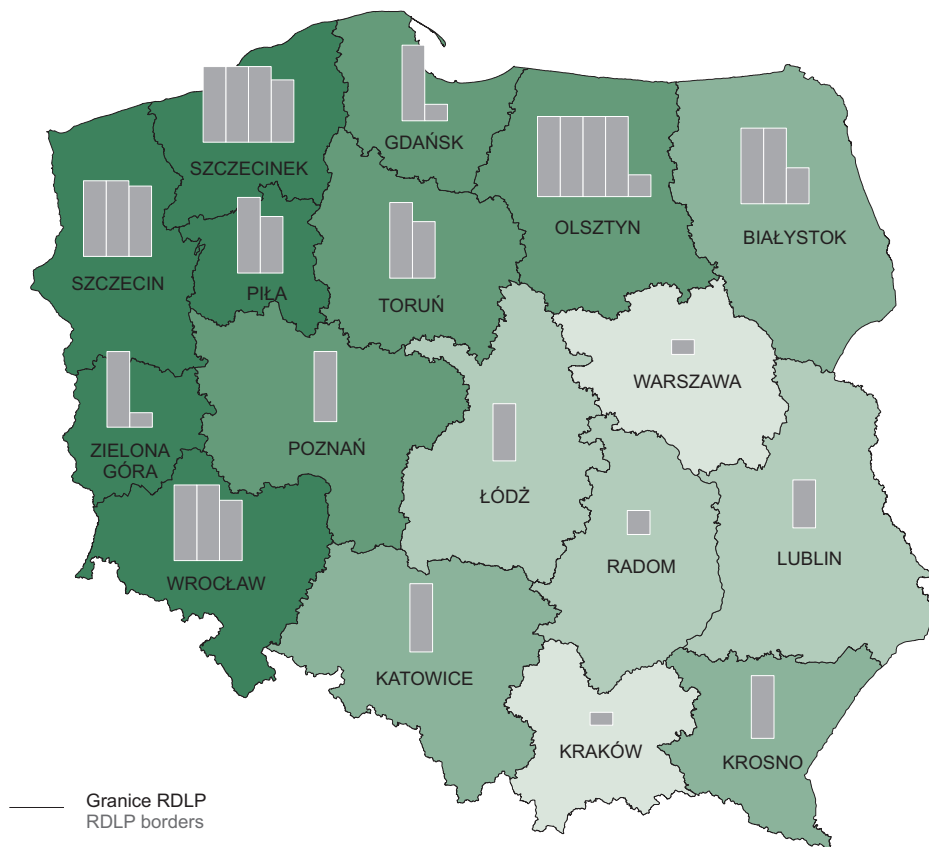 GDAŃSK
SZCZECINEK
OLSZTYN
BIAŁYSTOK
SZCZECIN
PIŁA
TORUŃ
WARSZAWA
ZIELONA
GÓRA
POZNAŃ
ŁÓDŹ
RADOM
LUBLIN
WROCŁAW
KATOWICE
KRAKÓW
KROSNO
Granice RDLP
RDLP borders